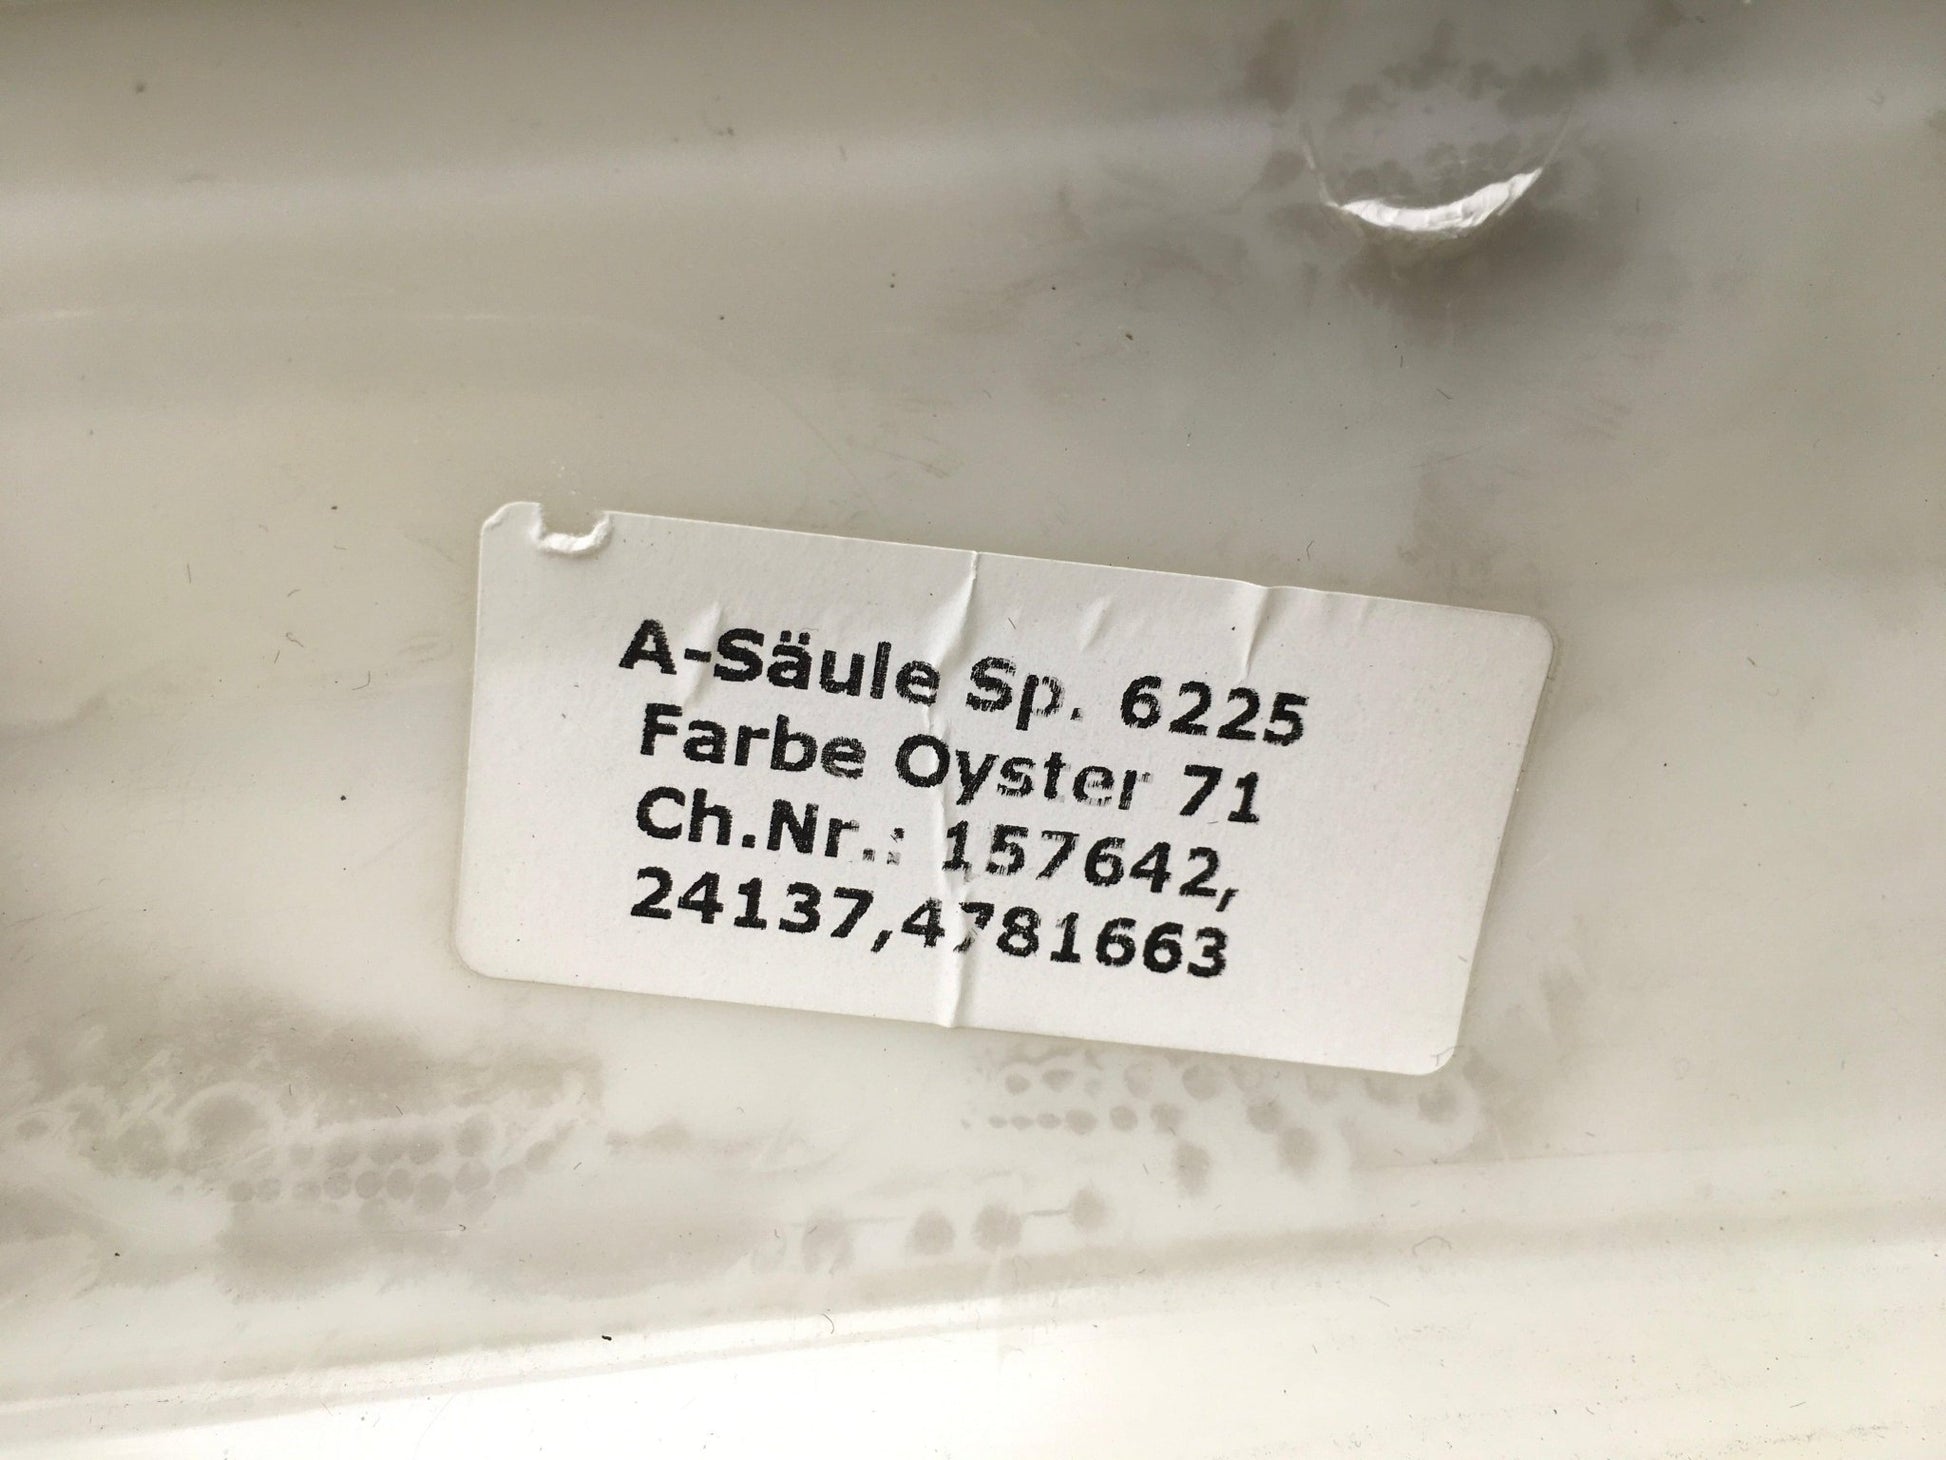 A-Säule Sp. 6225
Farbe Oyster 71
Ch.Nr.: 157642,
24137,4781663